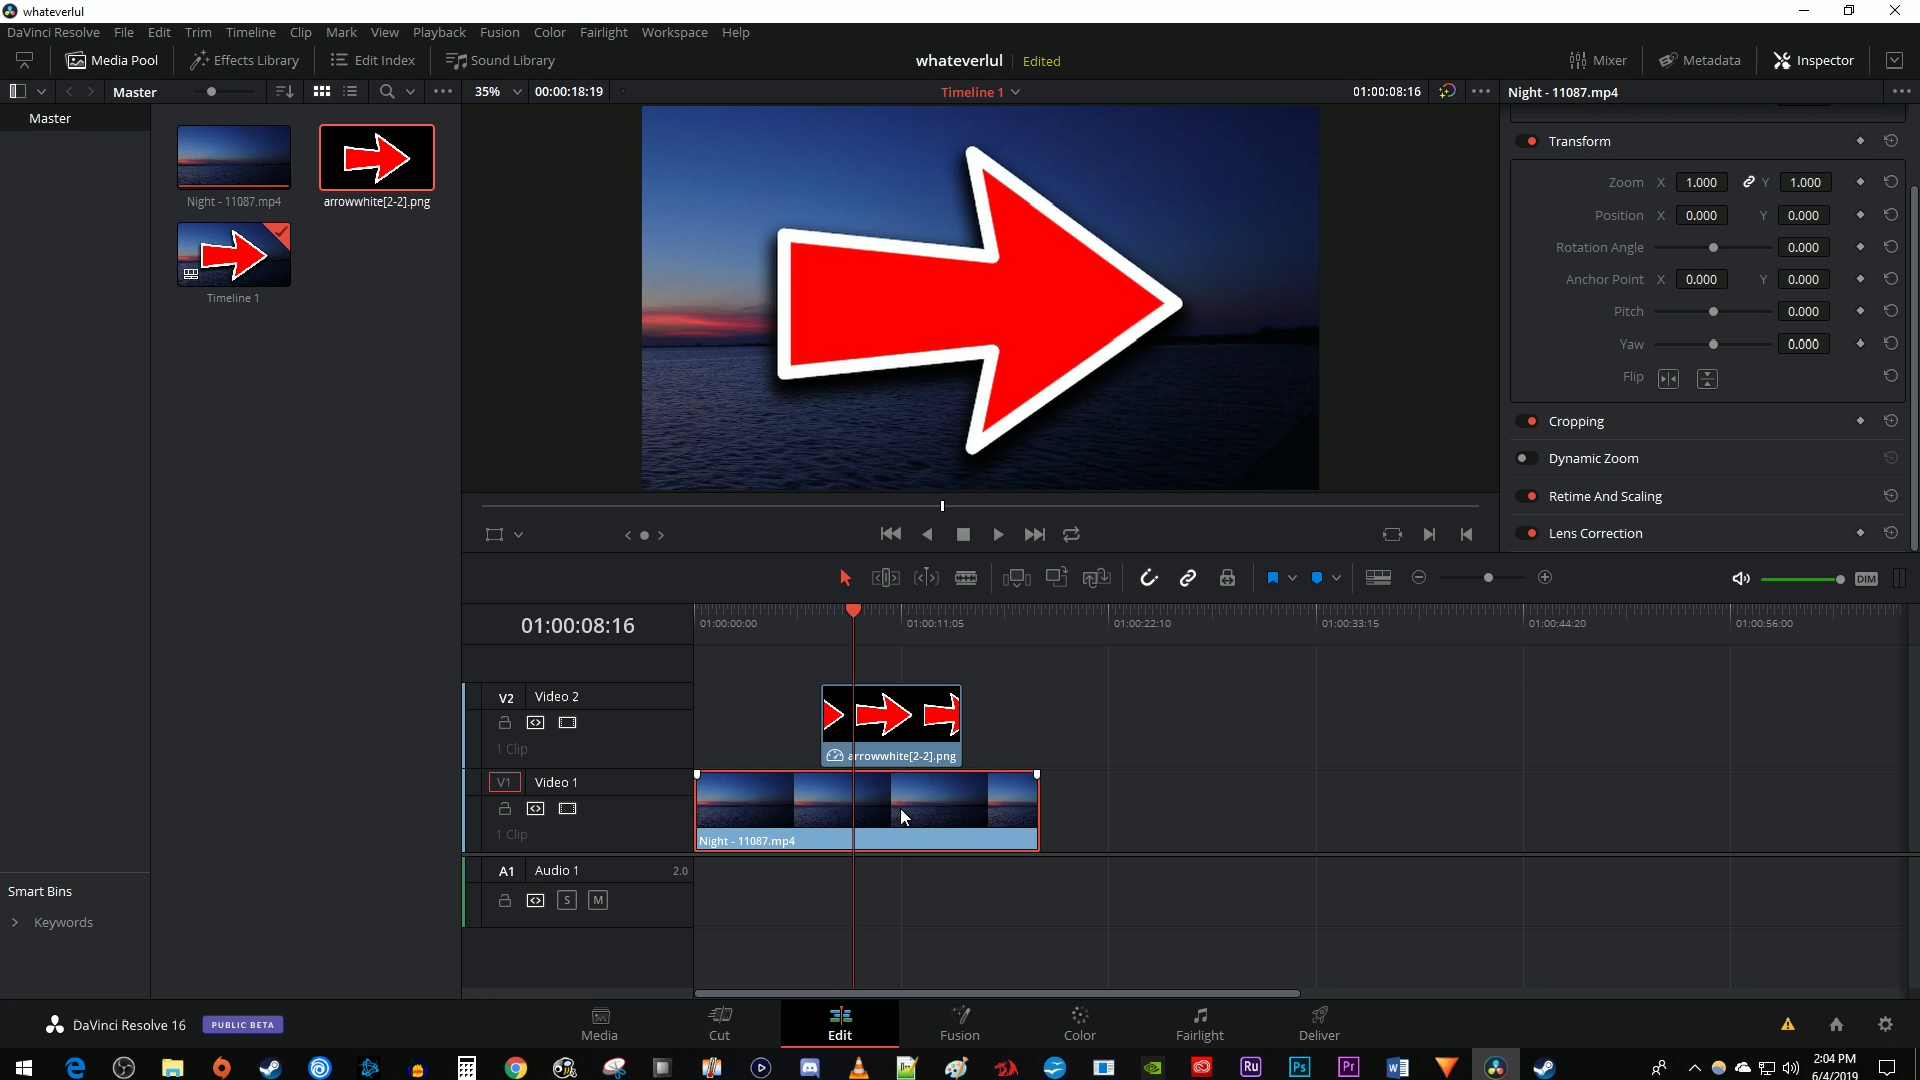 whateverlul
DaVinci Resolve File Edit Trim Timeline Clip Mark View Playback Fusion Color Fairlight Workspace Help
Media Pool Effects Library Edit Index Sound Library whateverlul Edited Mixer Metadata Inspector
Master 35% 00:00:18:19 Timeline 1 01:00:08:16 Night - 11087.mp4
Master
Night - 11087.mp4 arrowwhite[2-2].png
Timeline 1
Transform
Zoom X 1.000 Y 1.000
Position X 0.000 Y 0.000
Rotation Angle 0.000
Anchor Point X 0.000 Y 0.000
Pitch 0.000
Yaw 0.000
Flip
Cropping
Dynamic Zoom
Retime And Scaling
Lens Correction
DIM
01:00:08:16 01:00:00:00 01:00:11:05 01:00:22:10 01:00:33:15 01:00:44:20 01:00:56:00
V2 Video 2
1 Clip
arrowwhite[2-2].png
V1 Video 1
1 Clip
Night - 11087.mp4
A1 Audio 1 2.0
S M
Smart Bins
Keywords
DaVinci Resolve 16 PUBLIC BETA
Media Cut Edit Fusion Color Fairlight Deliver
Ru Ps Pr
2:04 PM
6/4/2019